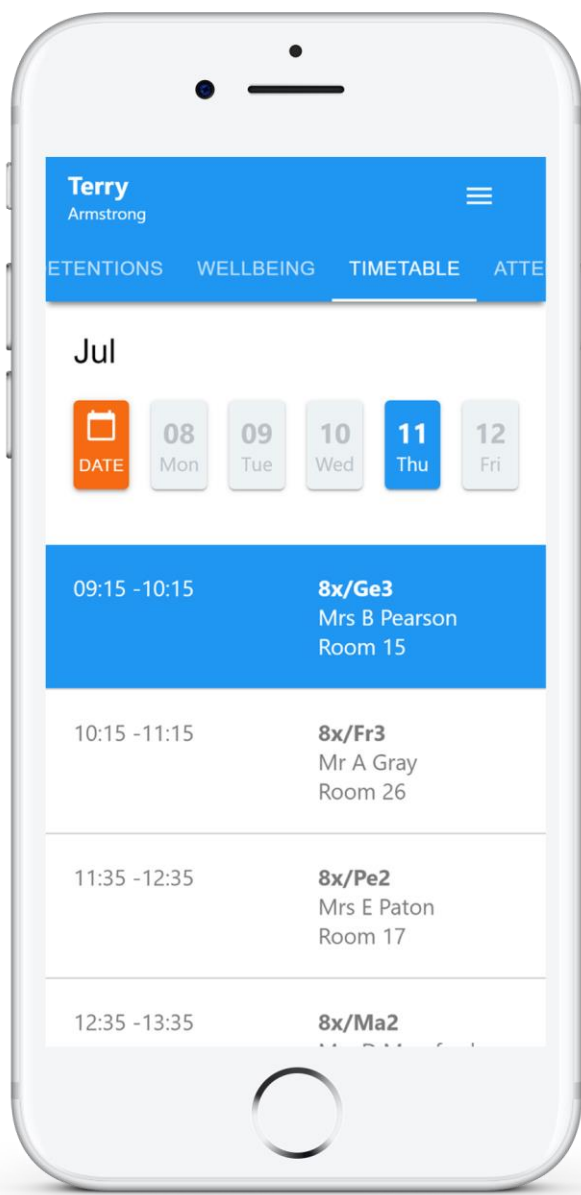 Terry
Armstrong
ETENTIONS WELLBEING TIMETABLE ATTE
Jul
DATE 08 Mon 09 Tue 10 Wed 11 Thu 12 Fri
09:15 -10:15 8x/Ge3
Mrs B Pearson
Room 15
10:15 -11:15 8x/Fr3
Mr A Gray
Room 26
11:35 -12:35 8x/Pe2
Mrs E Paton
Room 17
12:35 -13:35 8x/Ma2